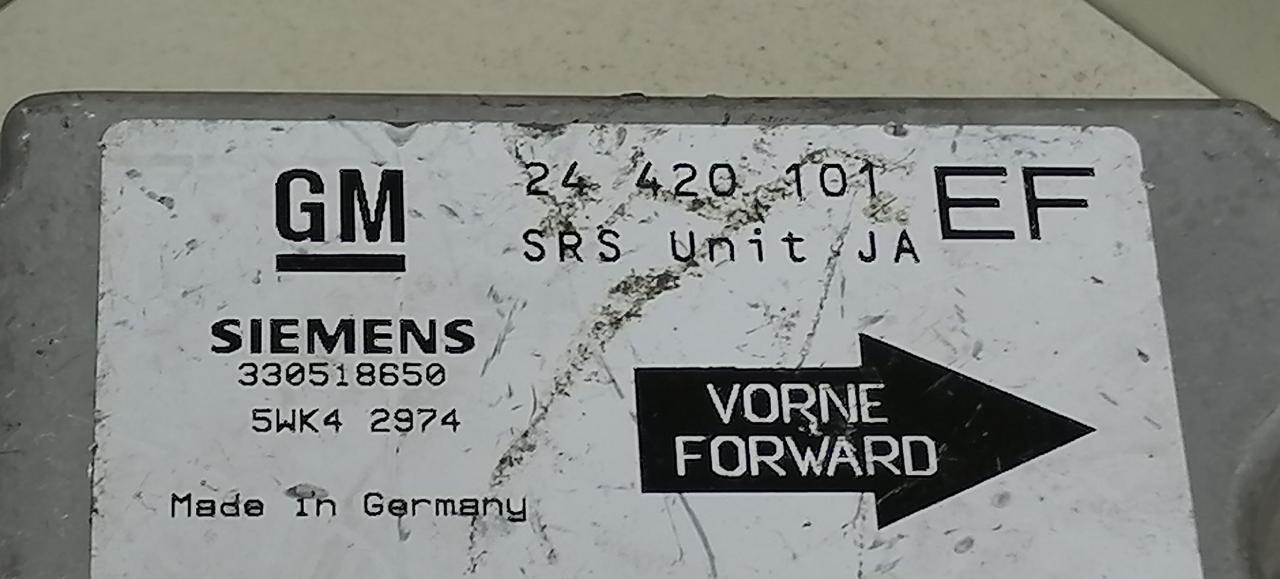 GM
24 420 101 EF
SRS Unit JA
SIEMENS
330518650
5WK4 2974
VORNE
FORWARD
Made In Germany